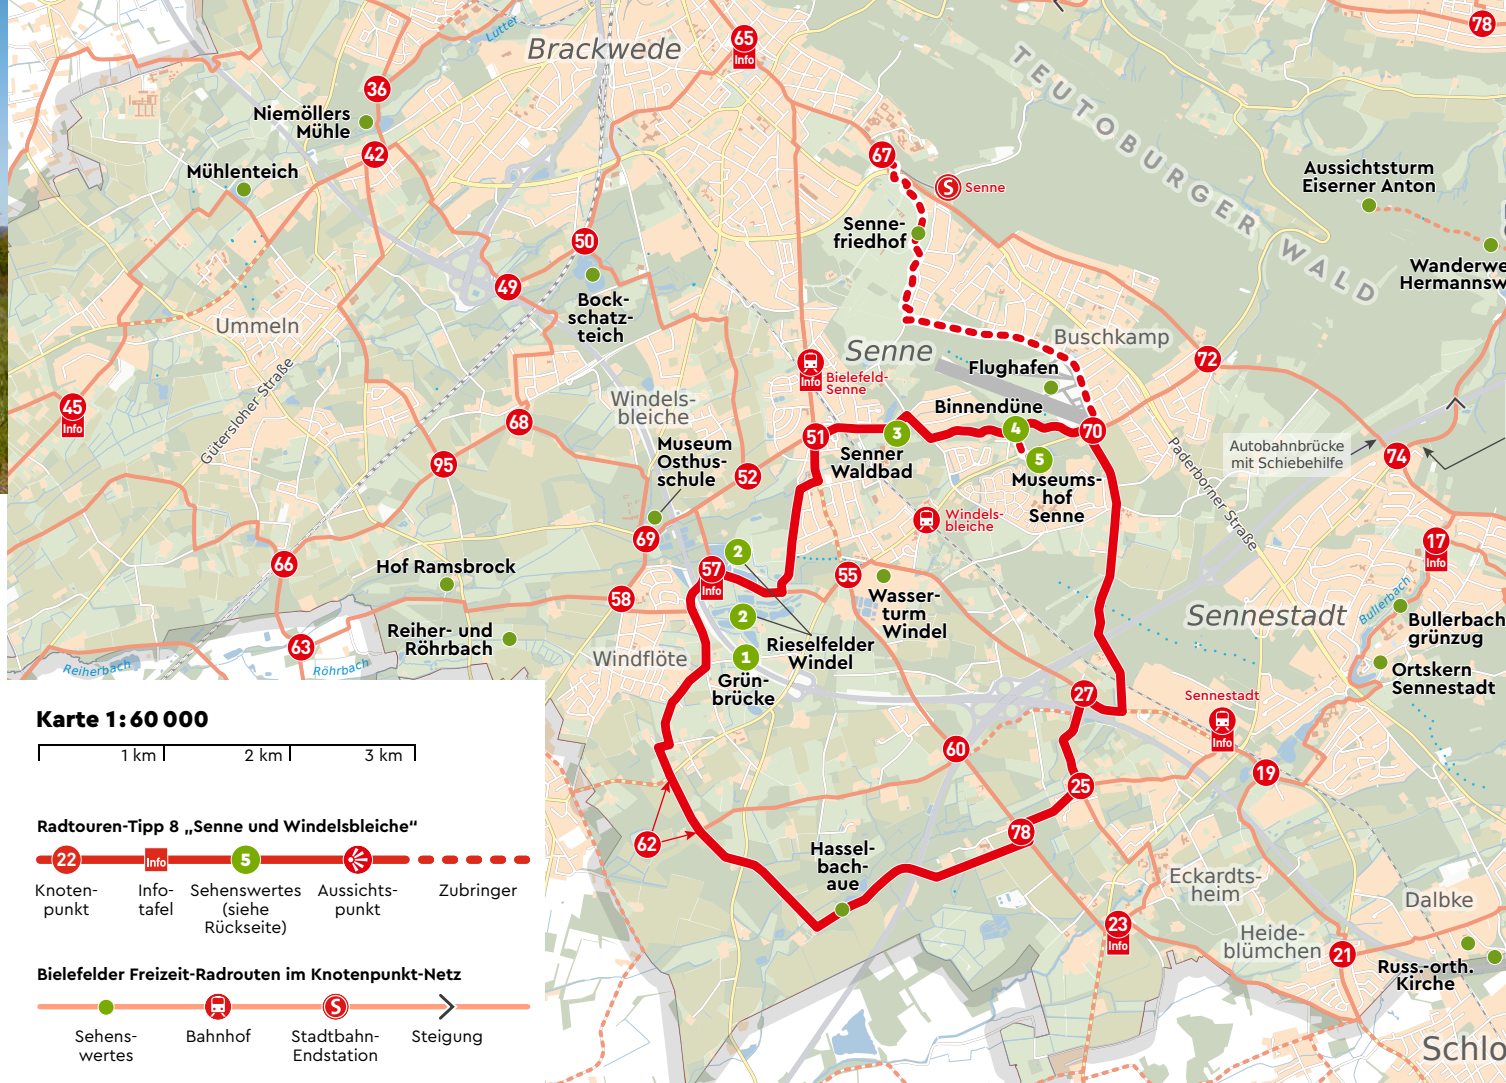 Lutter
Brackwede
65
Info
78
36
Niemöllers
Mühle
42
Mühlenteich
67
S
Senne
TEUTOBURGER WALD
Aussichtsturm
Eiserner Anton
Senne-
friedhof
50
49
Bock-
schatz-
teich
Ummeln
Gütersloher Straße
45
Info
Windels-
bleiche
68
95
Museum
Osthus-
schule
52
Info
Bielefeld-
Senne
Senne
Flughafen
Buschkamp
72
Binnendüne
51
3
Senner
Waldbad
4
5
70
Museums-
hof
Senne
Paderborner Straße
Autobahnbrücke
mit Schiebehilfe
74
Windels-
bleiche
69
66
Hof Ramsbrock
57
Info
2
2
55
Wasser-
turm
Windel
58
Reiher- und
Röhrbach
63
Reiherbach
Röhrbach
Windflöte
Rieselfelder
Windel
1
Grün-
brücke
17
Info
Sennestadt
Bullerbach
Bullerbach
grünzug
Ortskern
Sennestadt
27
Sennestadt
Info
60
19
25
78
62
Hassel-
bach-
aue
Eckardts-
heim
23
Info
Heide-
blümchen
Dalbke
21
Russ.-orth.
Kirche
Schlo
Wanderwe
Hermannsw
Karte 1 : 60 000
1 km
2 km
3 km
Radtouren-Tipp 8 „Senne und Windelsbleiche“
22
Info
5
Knoten-
punkt
Info-
tafel
Sehenswertes
(siehe
Rückseite)
Aussichts-
punkt
Zubringer
Bielefelder Freizeit-Radrouten im Knotenpunkt-Netz
S
Sehens-
wertes
Bahnhof
Stadtbahn-
Endstation
Steigung